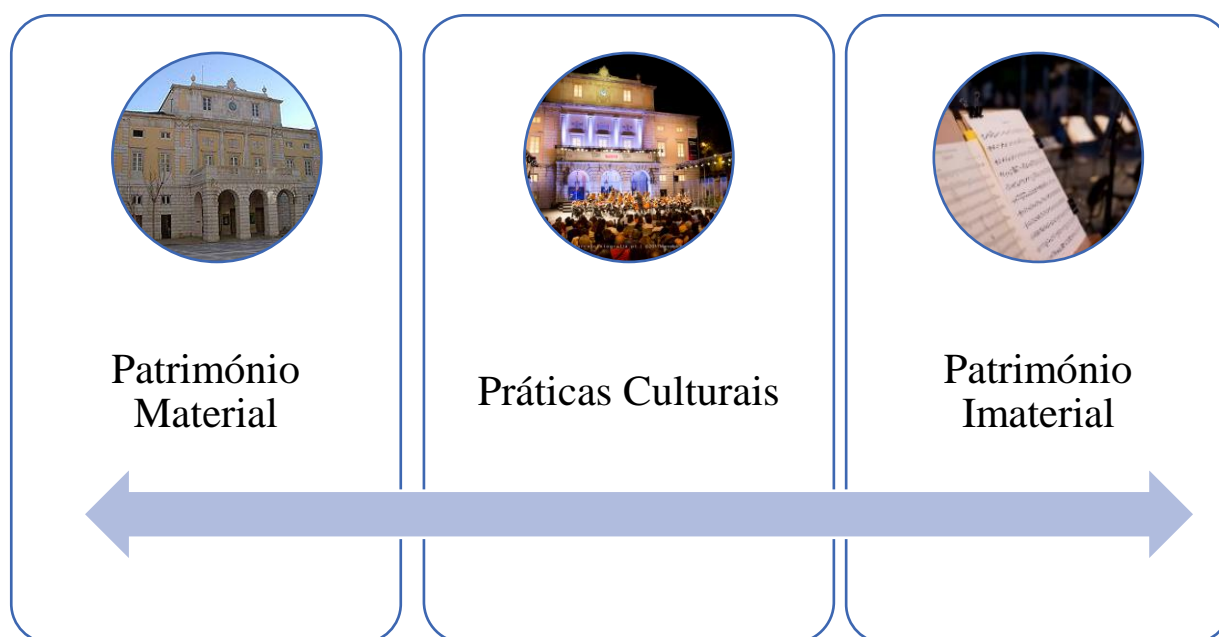 Património
Material
Práticas Culturais
Património
Imaterial